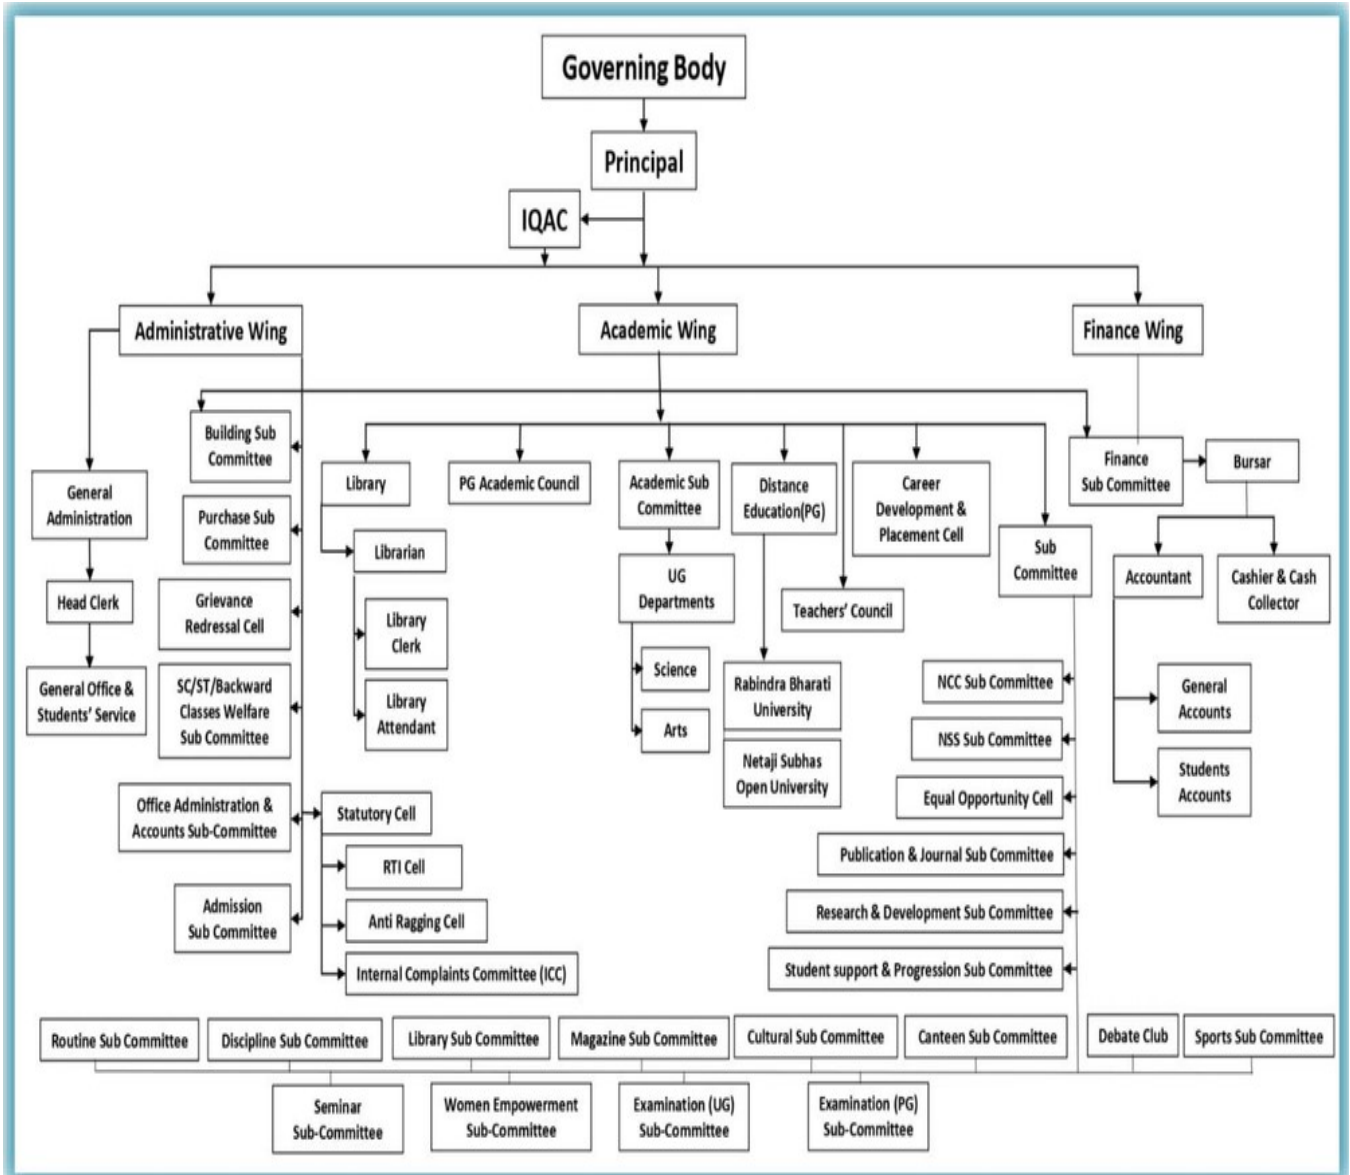 Governing Body
Principal
IQAC
Administrative Wing
Academic Wing
Finance Wing
Building Sub
Committee
General
Administration
Purchase Sub
Committee
Head Clerk
Grievance
Redressal Cell
General Office &
Students' Service
SC/ST/Backward
Classes Welfare
Sub Committee
Office Administration &
Accounts Sub-Committee
Admission
Sub Committee
Statutory Cell
RTI Cell
Anti Ragging Cell
Internal Complaints Committee (ICC)
Library
Librarian
Library
Clerk
Library
Attendant
PG Academic Council
Academic Sub
Committee
UG
Departments
Science
Arts
Distance
Education(PG)
Rabindra Bharati
University
Netaji Subhas
Open University
Teachers' Council
Career
Development &
Placement Cell
Sub
Committee
NCC Sub Committee
NSS Sub Committee
Equal Opportunity Cell
Publication & Journal Sub Committee
Research & Development Sub Committee
Student support & Progression Sub Committee
Finance
Sub Committee
Bursar
Accountant
Cashier & Cash
Collector
General
Accounts
Students
Accounts
Routine Sub Committee
Discipline Sub Committee
Library Sub Committee
Magazine Sub Committee
Cultural Sub Committee
Canteen Sub Committee
Debate Club
Sports Sub Committee
Seminar
Sub-Committee
Women Empowerment
Sub-Committee
Examination (UG)
Sub-Committee
Examination (PG)
Sub-Committee